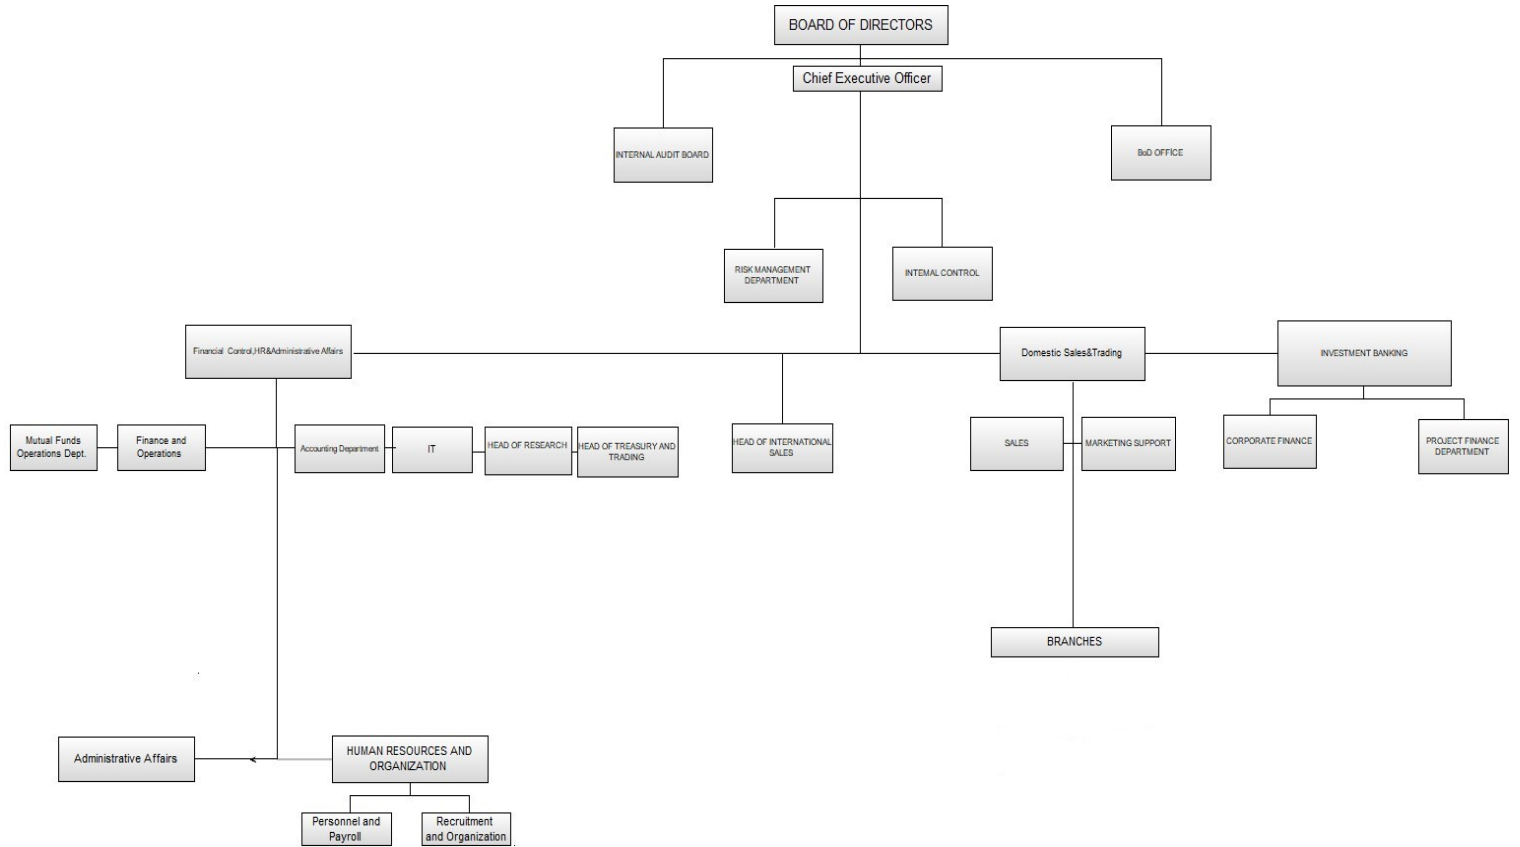 BOARD OF DIRECTORS
Chief Executive Officer
INTERNAL AUDIT BOARD
BoD OFFİCE
RISK MANAGEMENT
DEPARTMENT
INTEMAL CONTROL
Financial Control,HR&Administrative Affairs
Domestic Sales&Trading
INVESTMENT BANKING
Mutual Funds
Operations Dept.
Finance and
Operations
Accounting Department
IT
HEAD OF RESEARCH
HEAD OF TREASURY AND
TRADING
HEAD OF INTERNATIONAL
SALES
SALES
MARKETING SUPPORT
CORPORATE FINANCE
PROJECT FINANCE
DEPARTMENT
BRANCHES
Administrative Affairs
HUMAN RESOURCES AND
ORGANIZATION
Personnel and
Payroll
Recruitment
and Organization